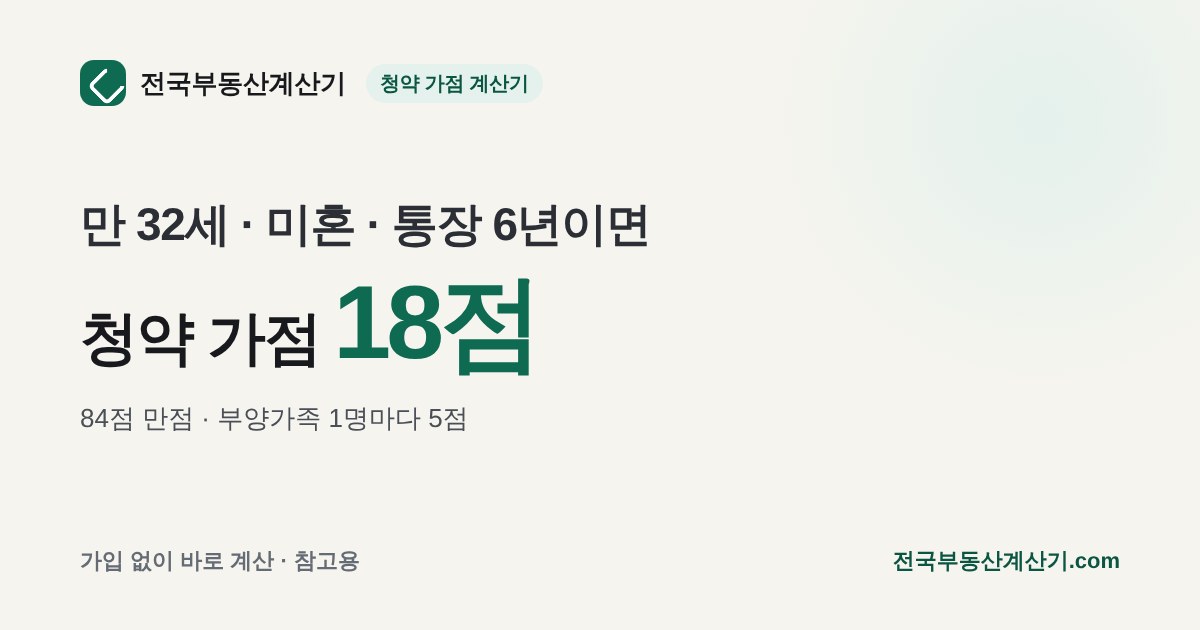 전국부동산계산기 청약 가점 계산기
만 32세 · 미혼 · 통장 6년이면
청약 가점 18점
84점 만점 · 부양가족 1명마다 5점
가입 없이 바로 계산 · 참고용
전국부동산계산기.com